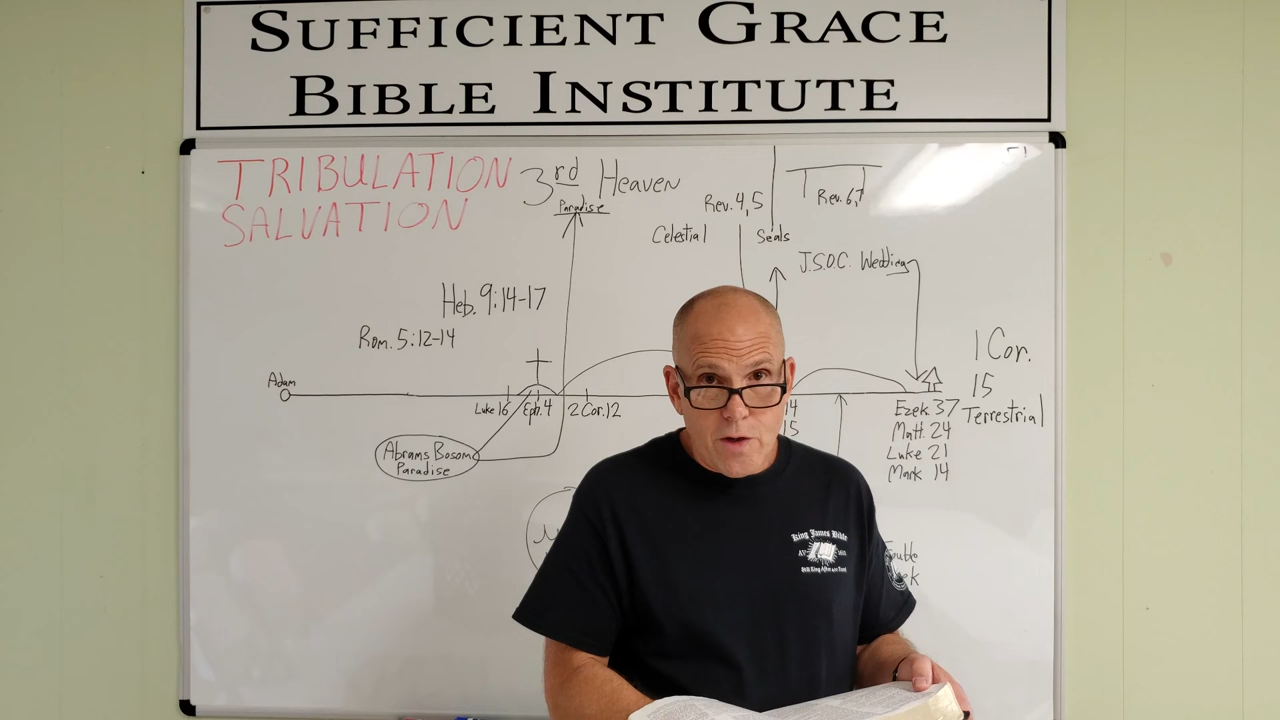 SUFFICIENT GRACE
BIBLE INSTITUTE
TRIBULATION
SALVATION
3rd Heaven
Paradise
Rev. 4,5
Rev. 6,7
Celestial
Seals
J.S.O.C. Wedding
Heb. 9:14-17
Rom. 5:12-14
1 Cor.
15
Terrestrial
Adam
Luke 16
Eph. 4
2 Cor. 12
14
15
Ezek. 37
Matt. 24
Luke 21
Mark 14
Abrams Bosom
Paradise
King James Bible